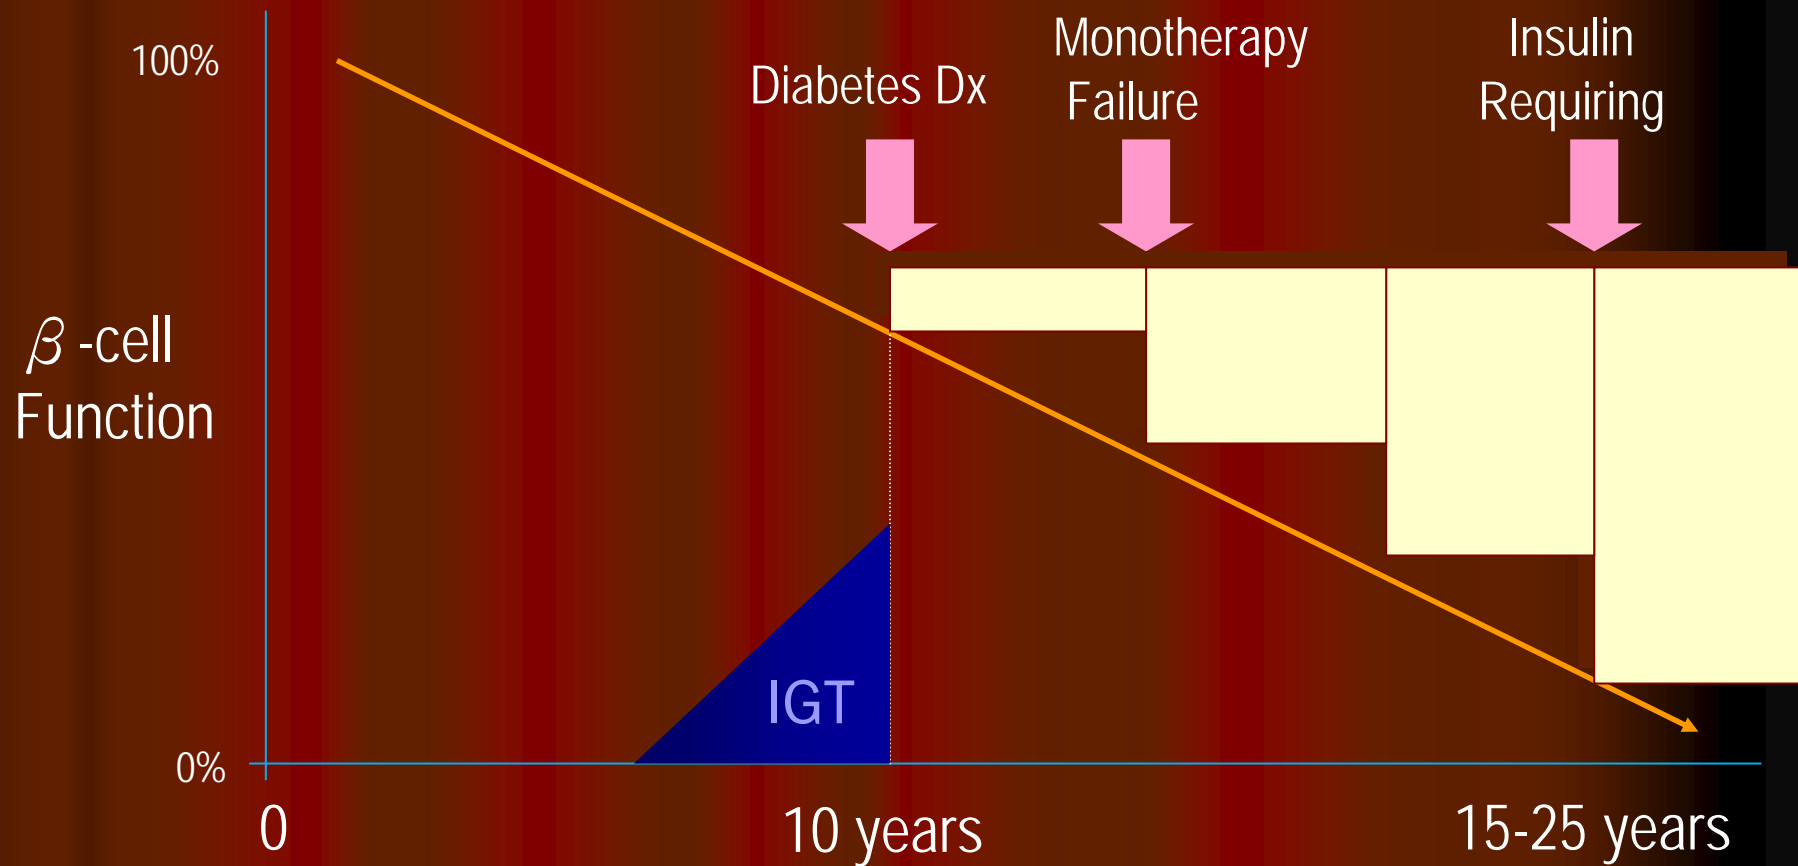 100%
Diabetes Dx
Monotherapy
Failure
Insulin
Requiring
β -cell
Function
IGT
0%
0
10 years
15-25 years